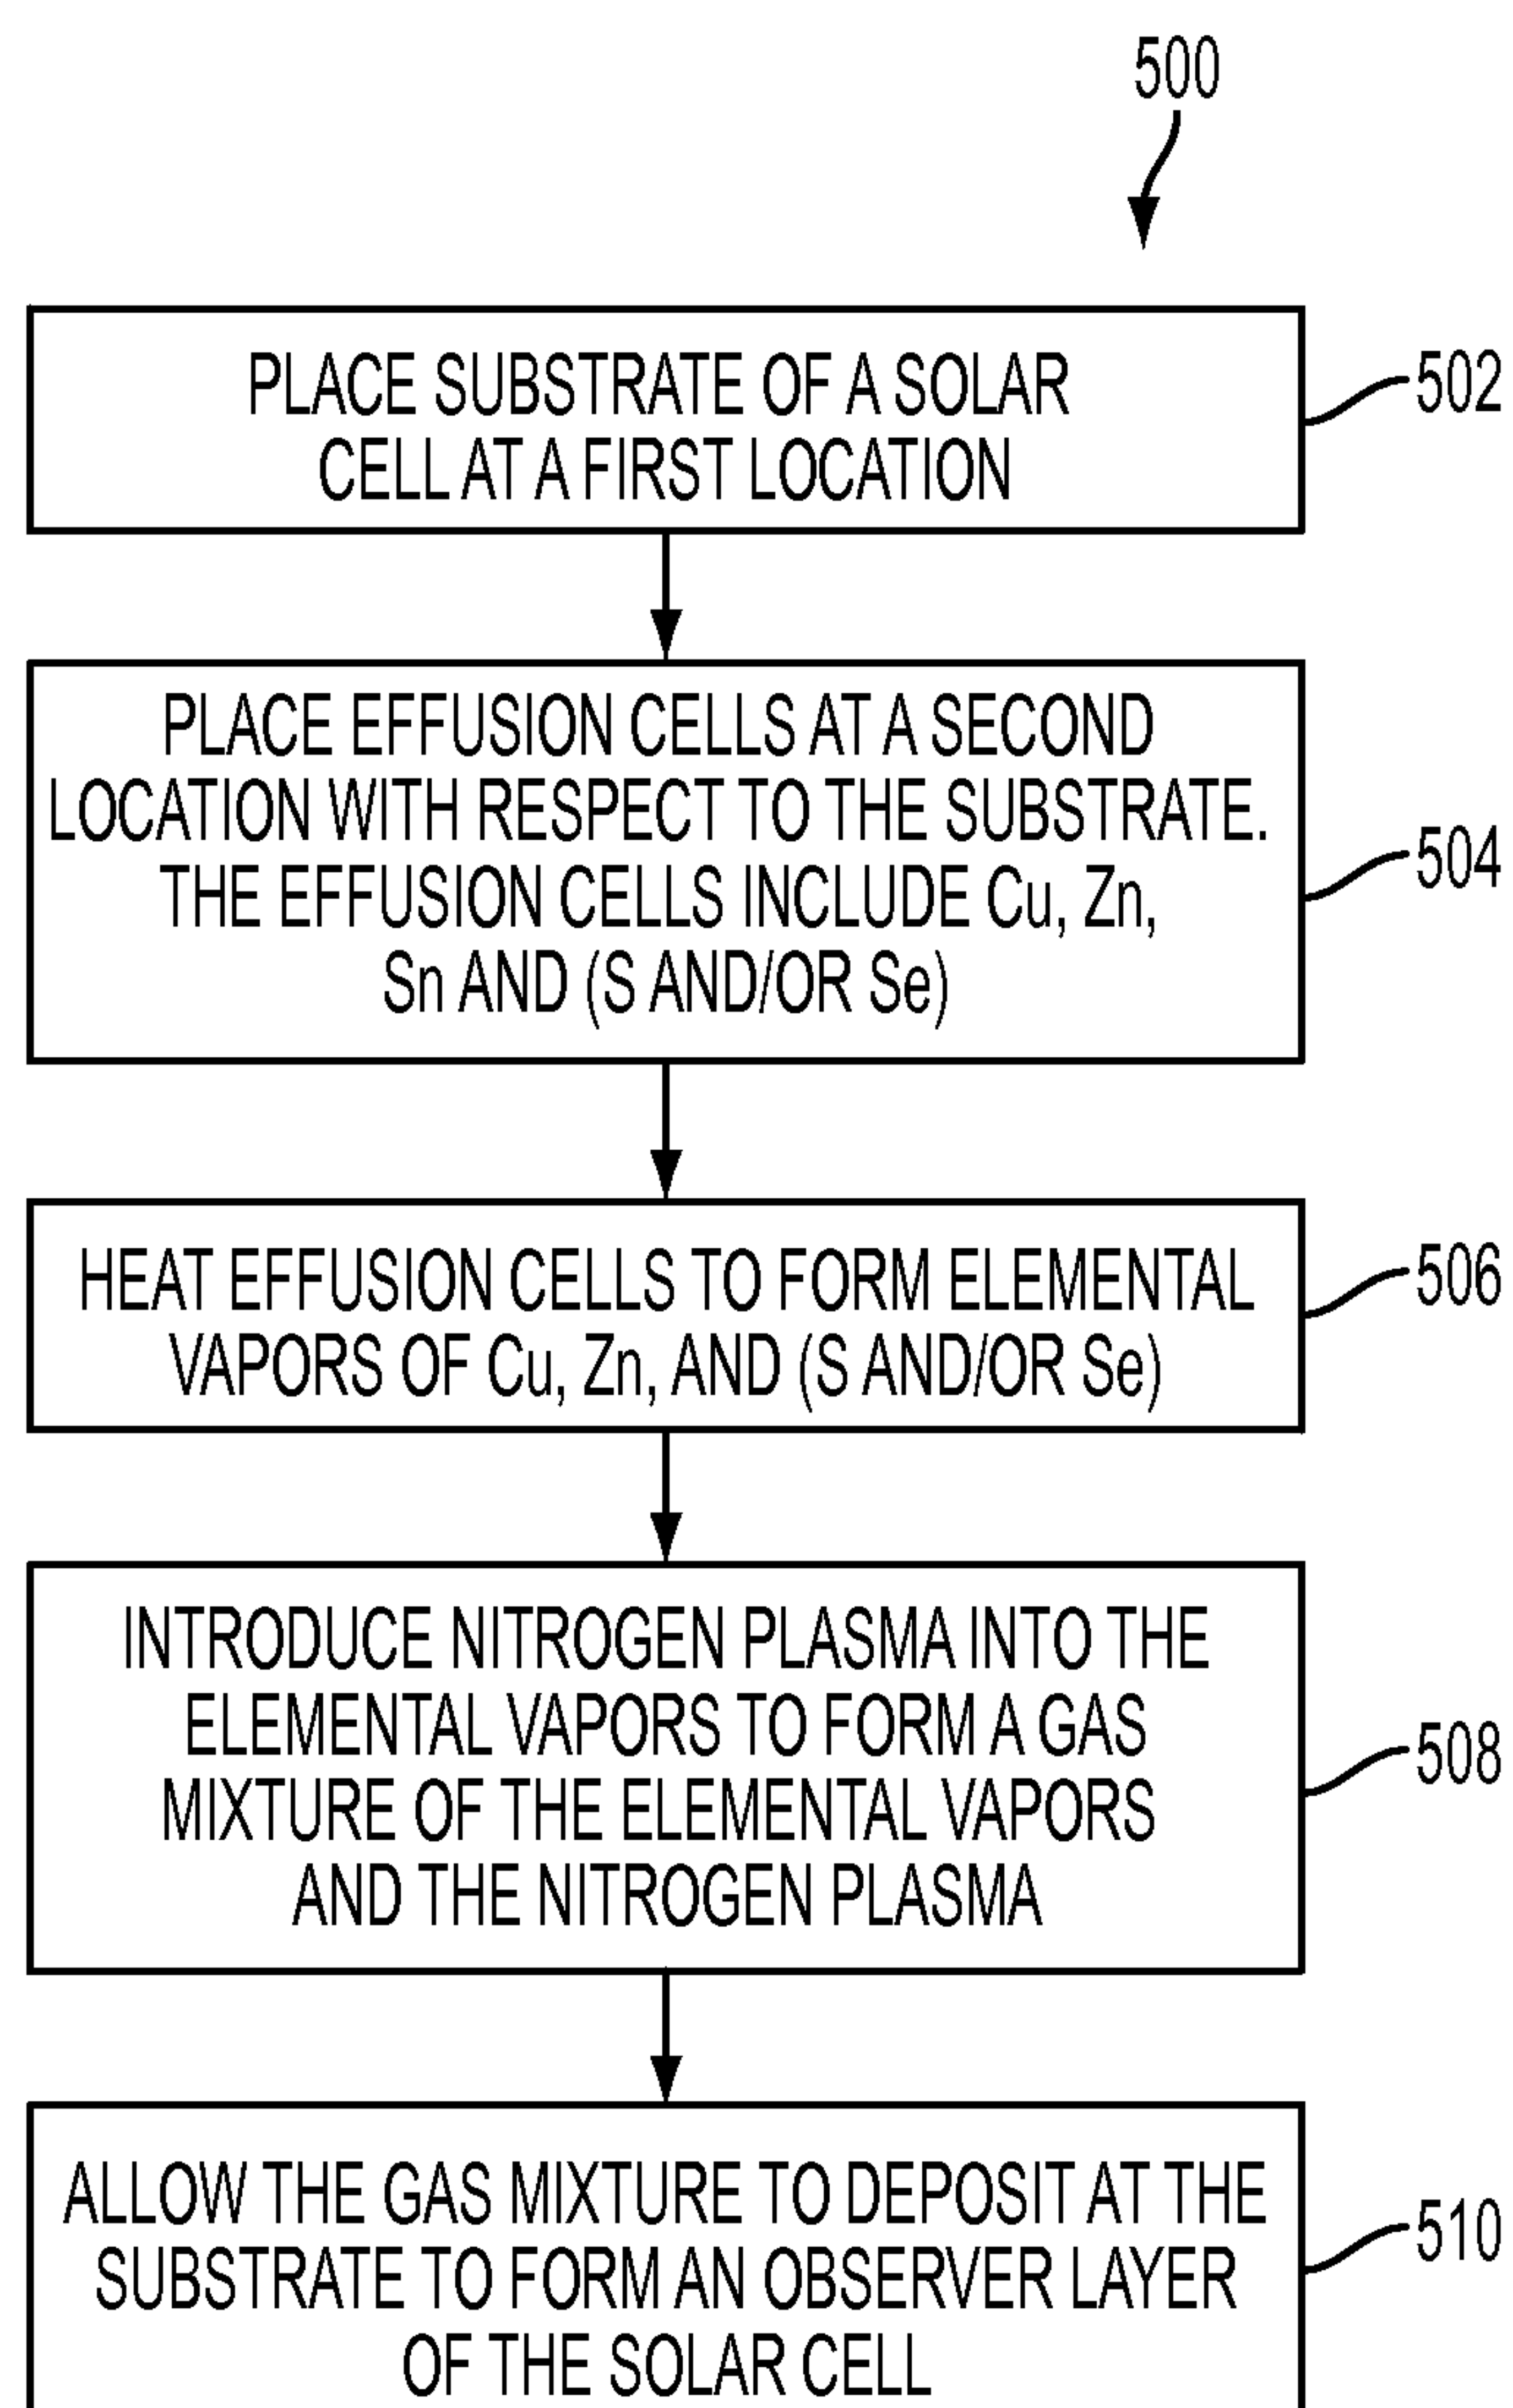 500
PLACE SUBSTRATE OF A SOLAR
CELL AT A FIRST LOCATION
502
PLACE EFFUSION CELLS AT A SECOND
LOCATION WITH RESPECT TO THE SUBSTRATE.
THE EFFUSION CELLS INCLUDE Cu, Zn,
Sn AND (S AND/OR Se)
504
HEAT EFFUSION CELLS TO FORM ELEMENTAL
VAPORS OF Cu, Zn, AND (S AND/OR Se)
506
INTRODUCE NITROGEN PLASMA INTO THE
ELEMENTAL VAPORS TO FORM A GAS
MIXTURE OF THE ELEMENTAL VAPORS
AND THE NITROGEN PLASMA
508
ALLOW THE GAS MIXTURE TO DEPOSIT AT THE
SUBSTRATE TO FORM AN OBSERVER LAYER
OF THE SOLAR CELL
510